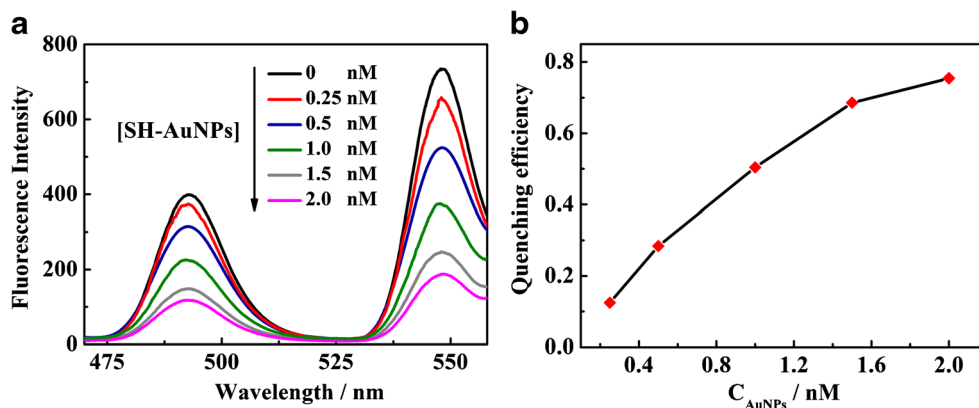 a
800
600
400
200
0
Fluorescence Intensity
[SH-AuNPs]
0 nM
0.25 nM
0.5 nM
1.0 nM
1.5 nM
2.0 nM
475 500 525 550
Wavelength / nm
b
0.8
0.6
0.4
0.2
0.0
Quenching efficiency
0.4 0.8 1.2 1.6 2.0
C_AuNPs / nM